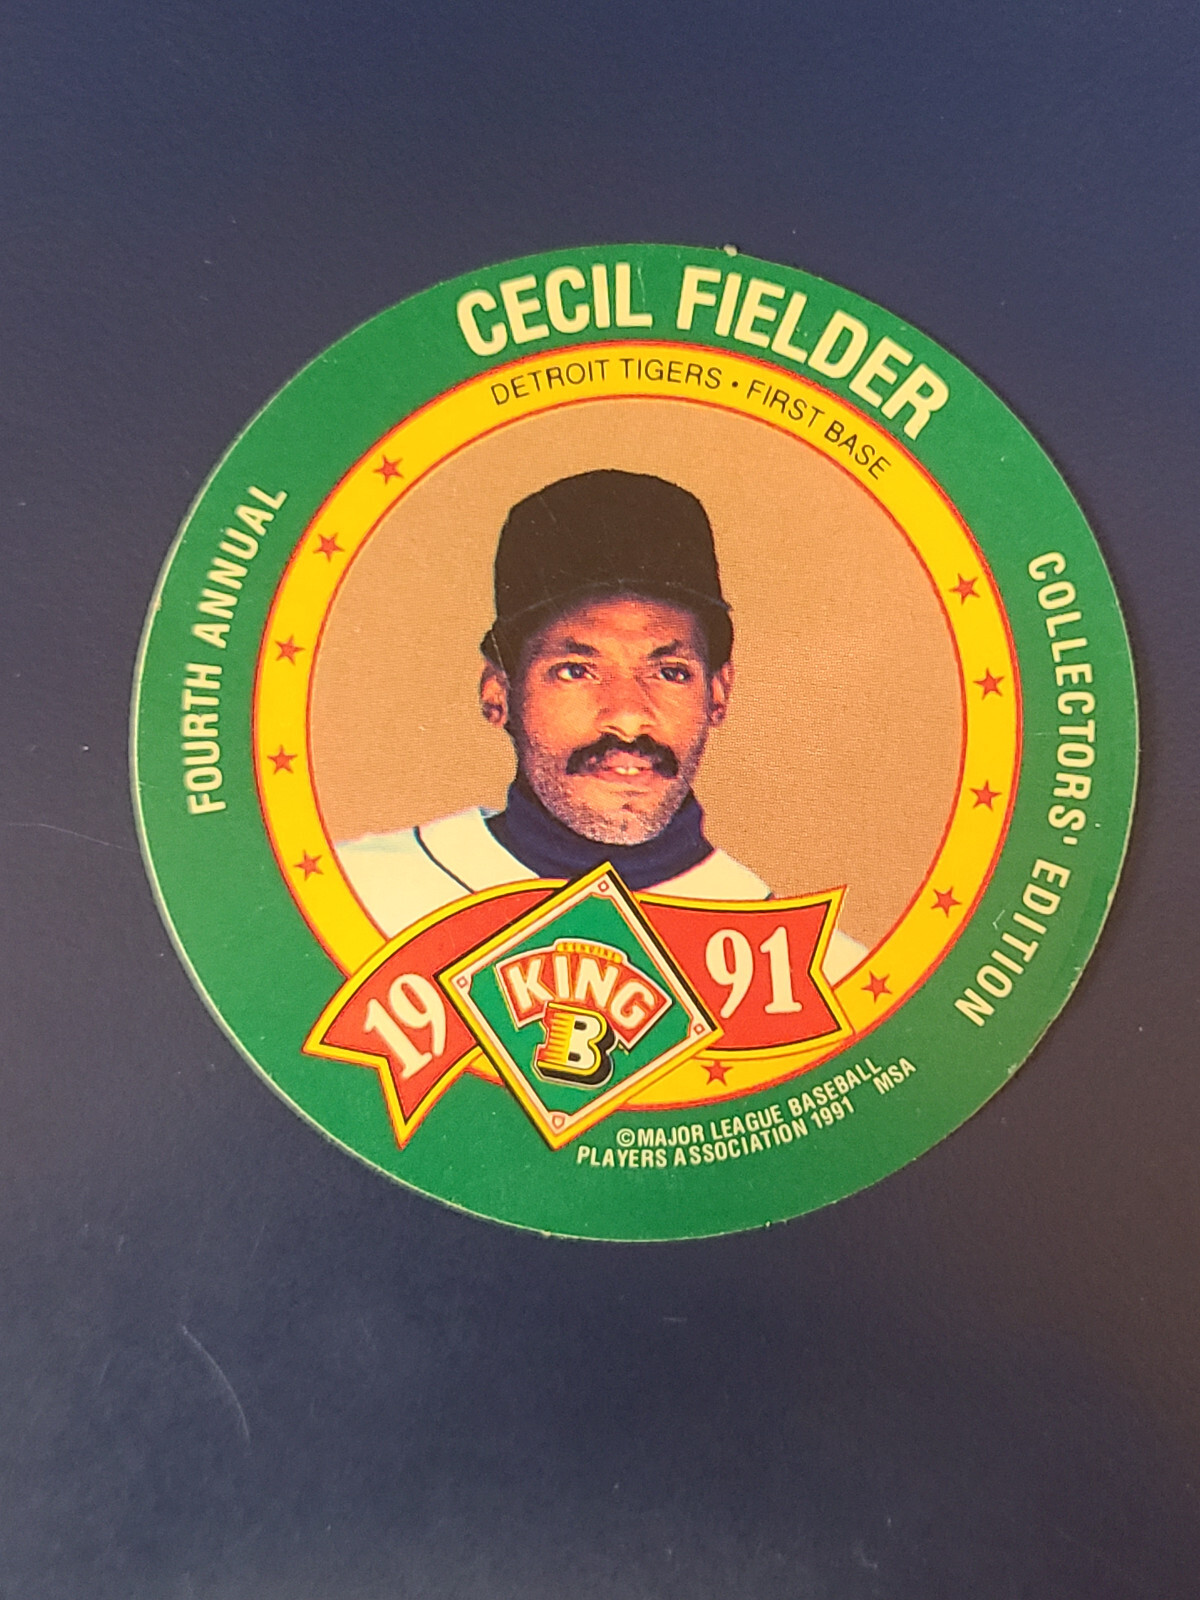 CECIL FIELDER
DETROIT TIGERS • FIRST BASE
FOURTH ANNUAL
COLLECTORS' EDITION
19 91
GENUINE
KING
B
©MAJOR LEAGUE BASEBALL
PLAYERS ASSOCIATION 1991 MSA